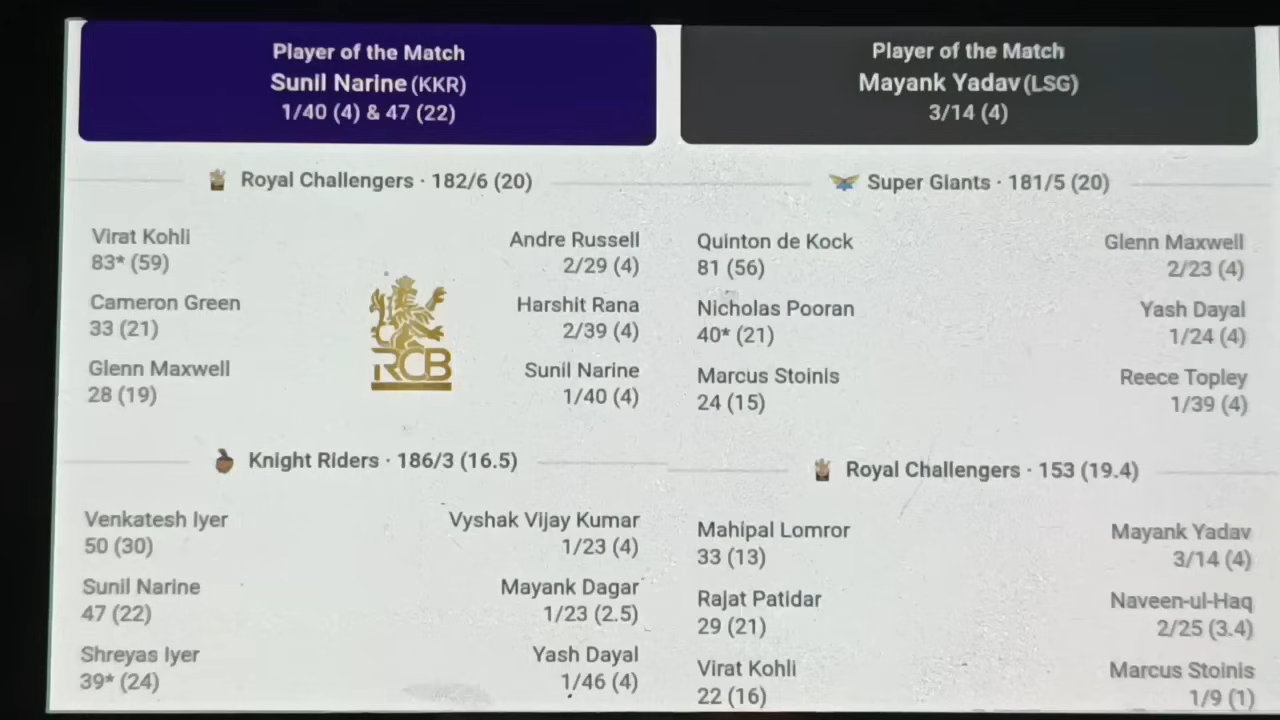 Player of the Match
Sunil Narine (KKR)
1/40 (4) & 47 (22)
Royal Challengers · 182/6 (20)
Virat Kohli
83* (59)
Andre Russell
2/29 (4)
Cameron Green
33 (21)
Harshit Rana
2/39 (4)
Glenn Maxwell
28 (19)
Sunil Narine
1/40 (4)
RCB
Knight Riders · 186/3 (16.5)
Venkatesh Iyer
50 (30)
Vyshak Vijay Kumar
1/23 (4)
Sunil Narine
47 (22)
Mayank Dagar
1/23 (2.5)
Shreyas Iyer
39* (24)
Yash Dayal
1/46 (4)
Player of the Match
Mayank Yadav (LSG)
3/14 (4)
Super Giants · 181/5 (20)
Quinton de Kock
81 (56)
Glenn Maxwell
2/23 (4)
Nicholas Pooran
40* (21)
Yash Dayal
1/24 (4)
Marcus Stoinis
24 (15)
Reece Topley
1/39 (4)
Royal Challengers · 153 (19.4)
Mahipal Lomror
33 (13)
Mayank Yadav
3/14 (4)
Rajat Patidar
29 (21)
Naveen-ul-Haq
2/25 (3.4)
Virat Kohli
22 (16)
Marcus Stoinis
1/9 (1)